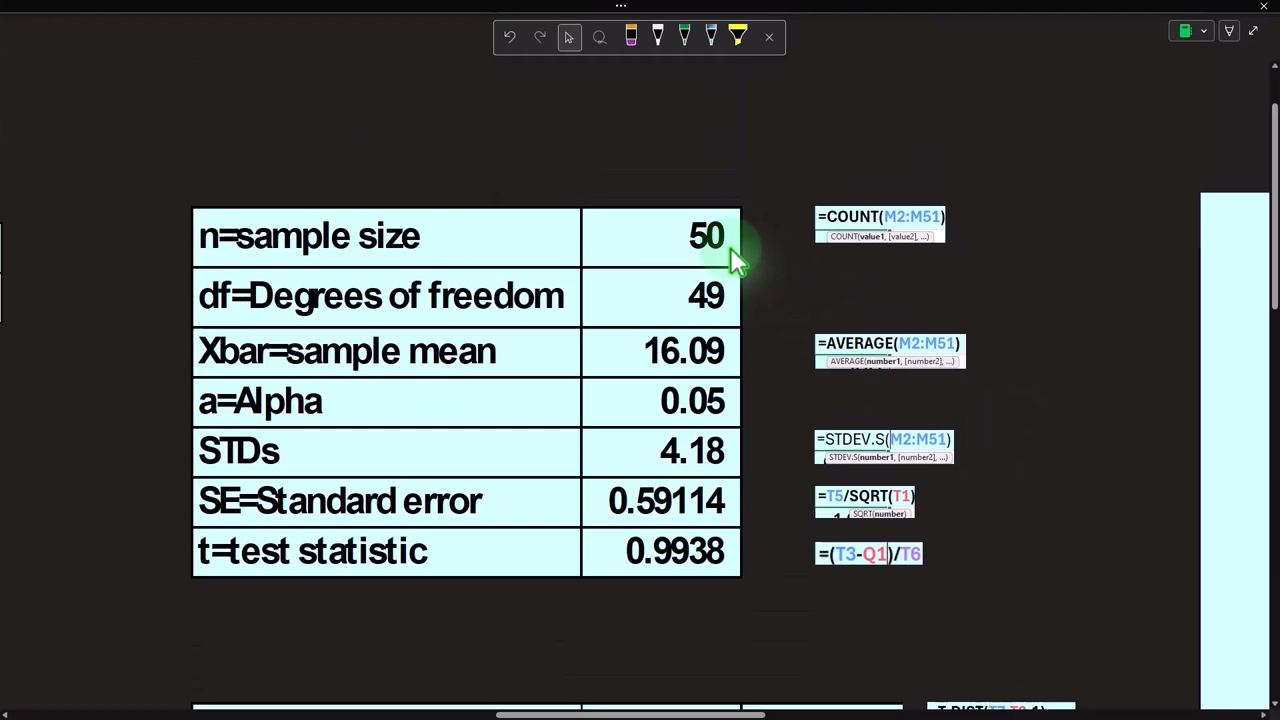 n=sample size 50 =COUNT(M2:M51)
COUNT(value1, [value2], ...)
df=Degrees of freedom 49
Xbar=sample mean 16.09 =AVERAGE(M2:M51)
AVERAGE(number1, [number2], ...)
a=Alpha 0.05
STDs 4.18 =STDEV.S(M2:M51)
STDEV.S(number1, [number2], ...)
SE=Standard error 0.59114 =T5/SQRT(T1)
SQRT(number)
t=test statistic 0.9938 =(T3-Q1)/T6